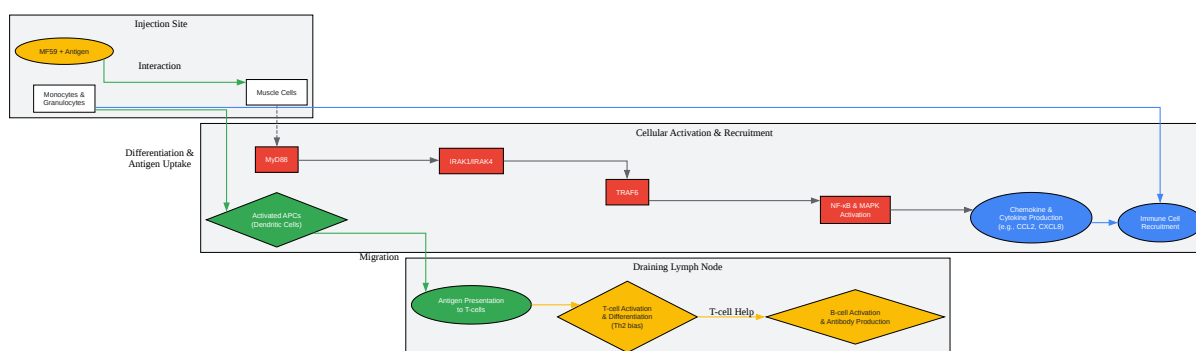 Injection Site
MF59 + Antigen
Interaction
Monocytes &
Granulocytes
Muscle Cells
Cellular Activation & Recruitment
Differentiation &
Antigen Uptake
MyD88
IRAK1/IRAK4
TRAF6
NF-κB & MAPK
Activation
Chemokine &
Cytokine Production
(e.g., CCL2, CXCL8)
Immune Cell
Recruitment
Activated APCs
(Dendritic Cells)
Migration
Draining Lymph Node
Antigen Presentation
to T-cells
T-cell Activation
& Differentiation
(Th2 bias)
T-cell Help
B-cell Activation
& Antibody Production